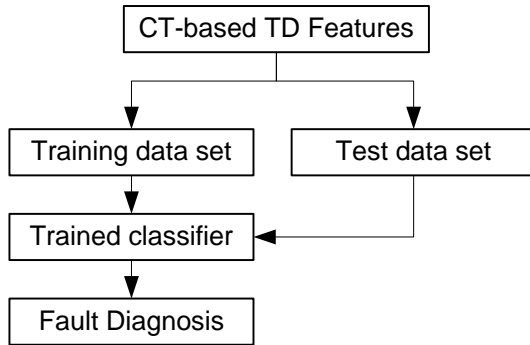 CT-based TD Features
Training data set
Test data set
Trained classifier
Fault Diagnosis